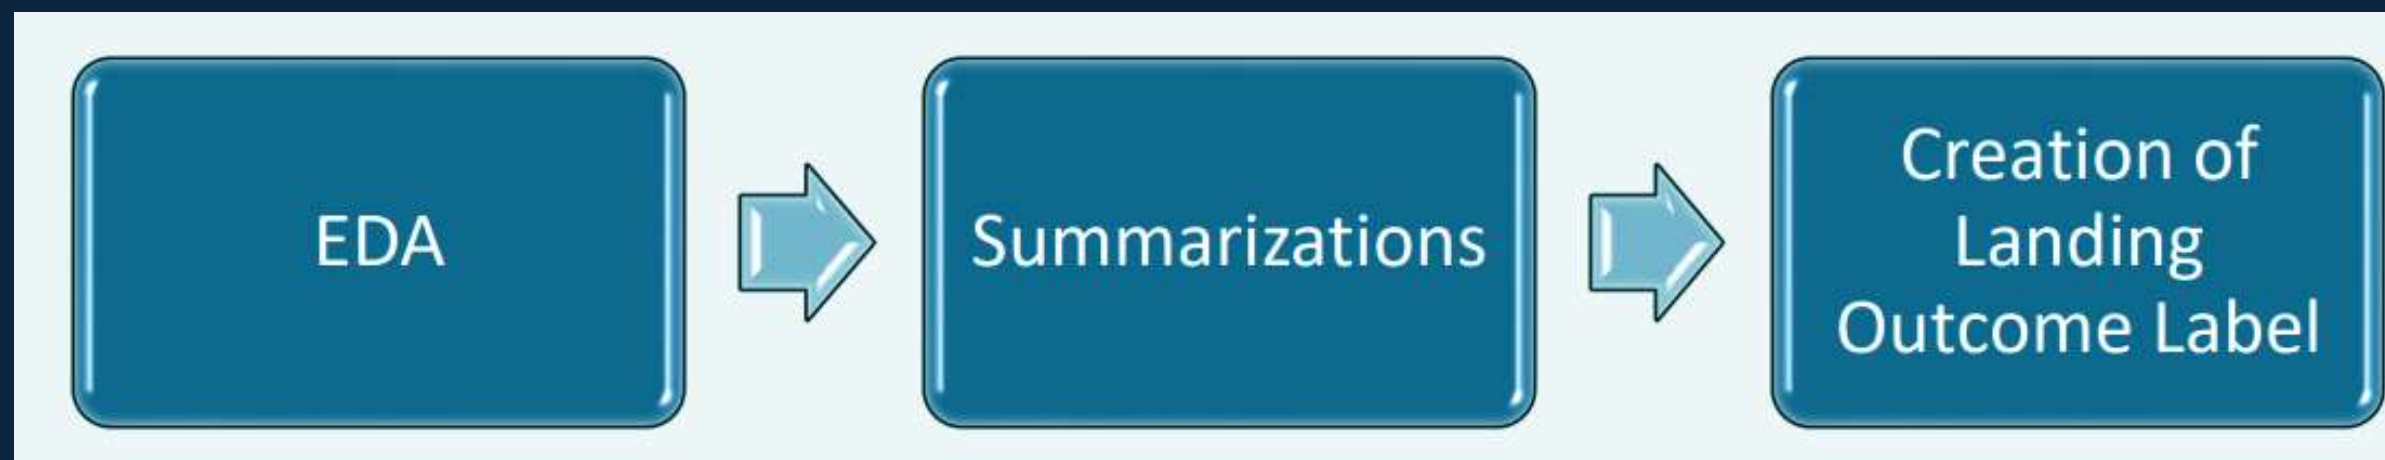 EDA
Summarizations
Creation of
Landing
Outcome Label